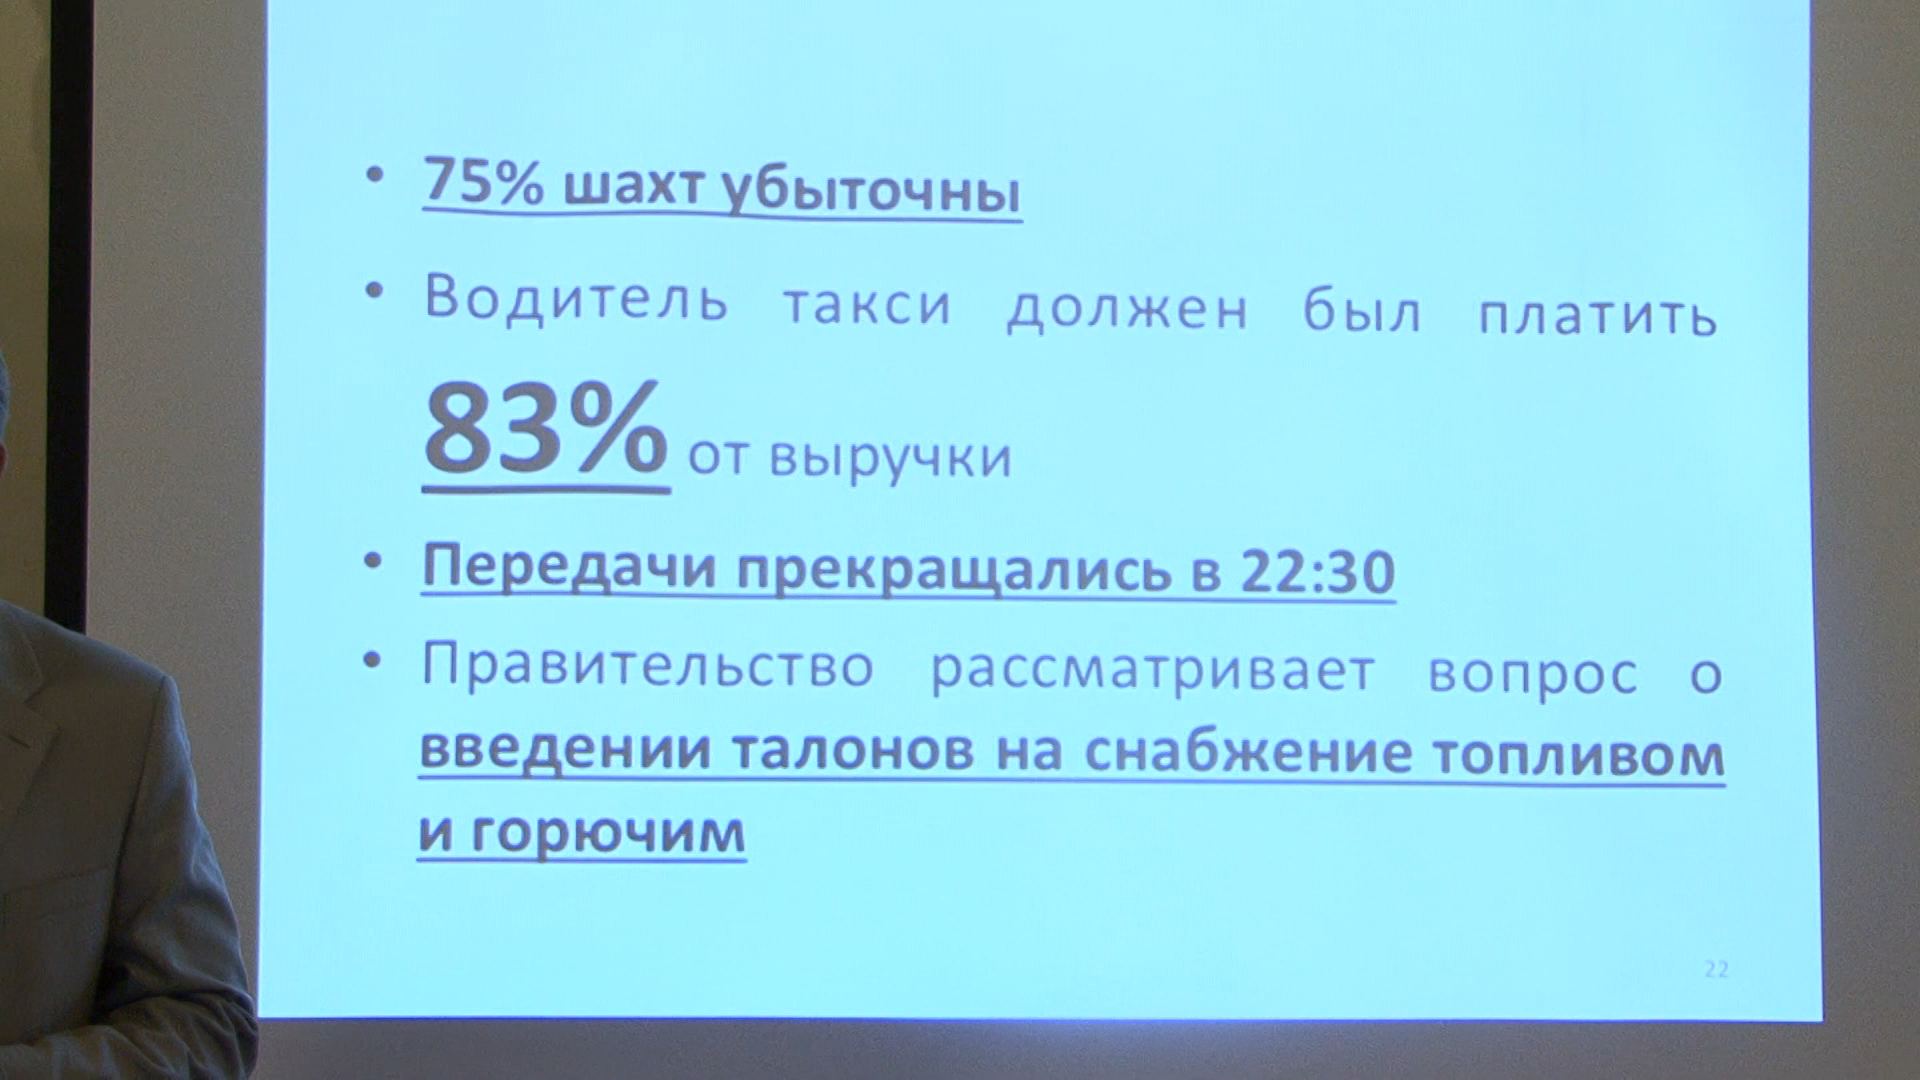 • 75% шахт убыточны
• Водитель такси должен был платить
83% от выручки
• Передачи прекращались в 22:30
• Правительство рассматривает вопрос о
введении талонов на снабжение топливом
и горючим
22